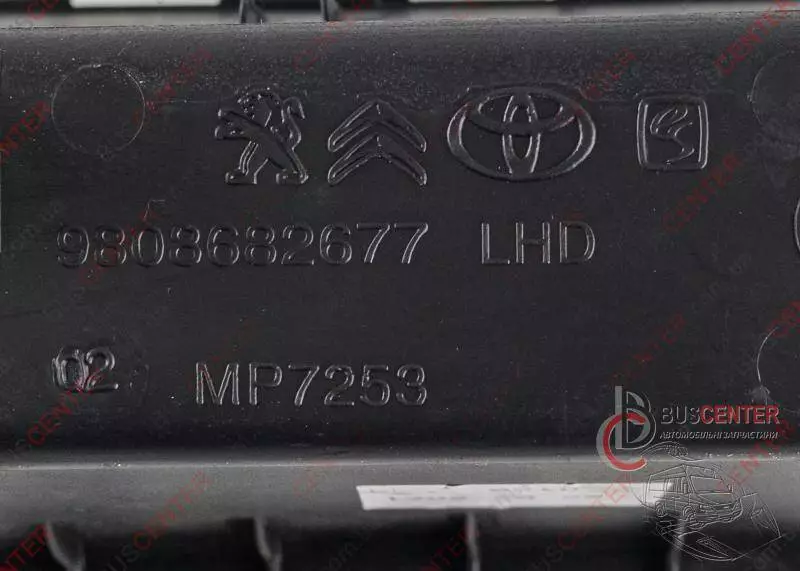 9808682677 LHD
02 MP7253
BUSCENTER
АВТОМОБІЛЬНІ ЗАПЧАСТИНИ